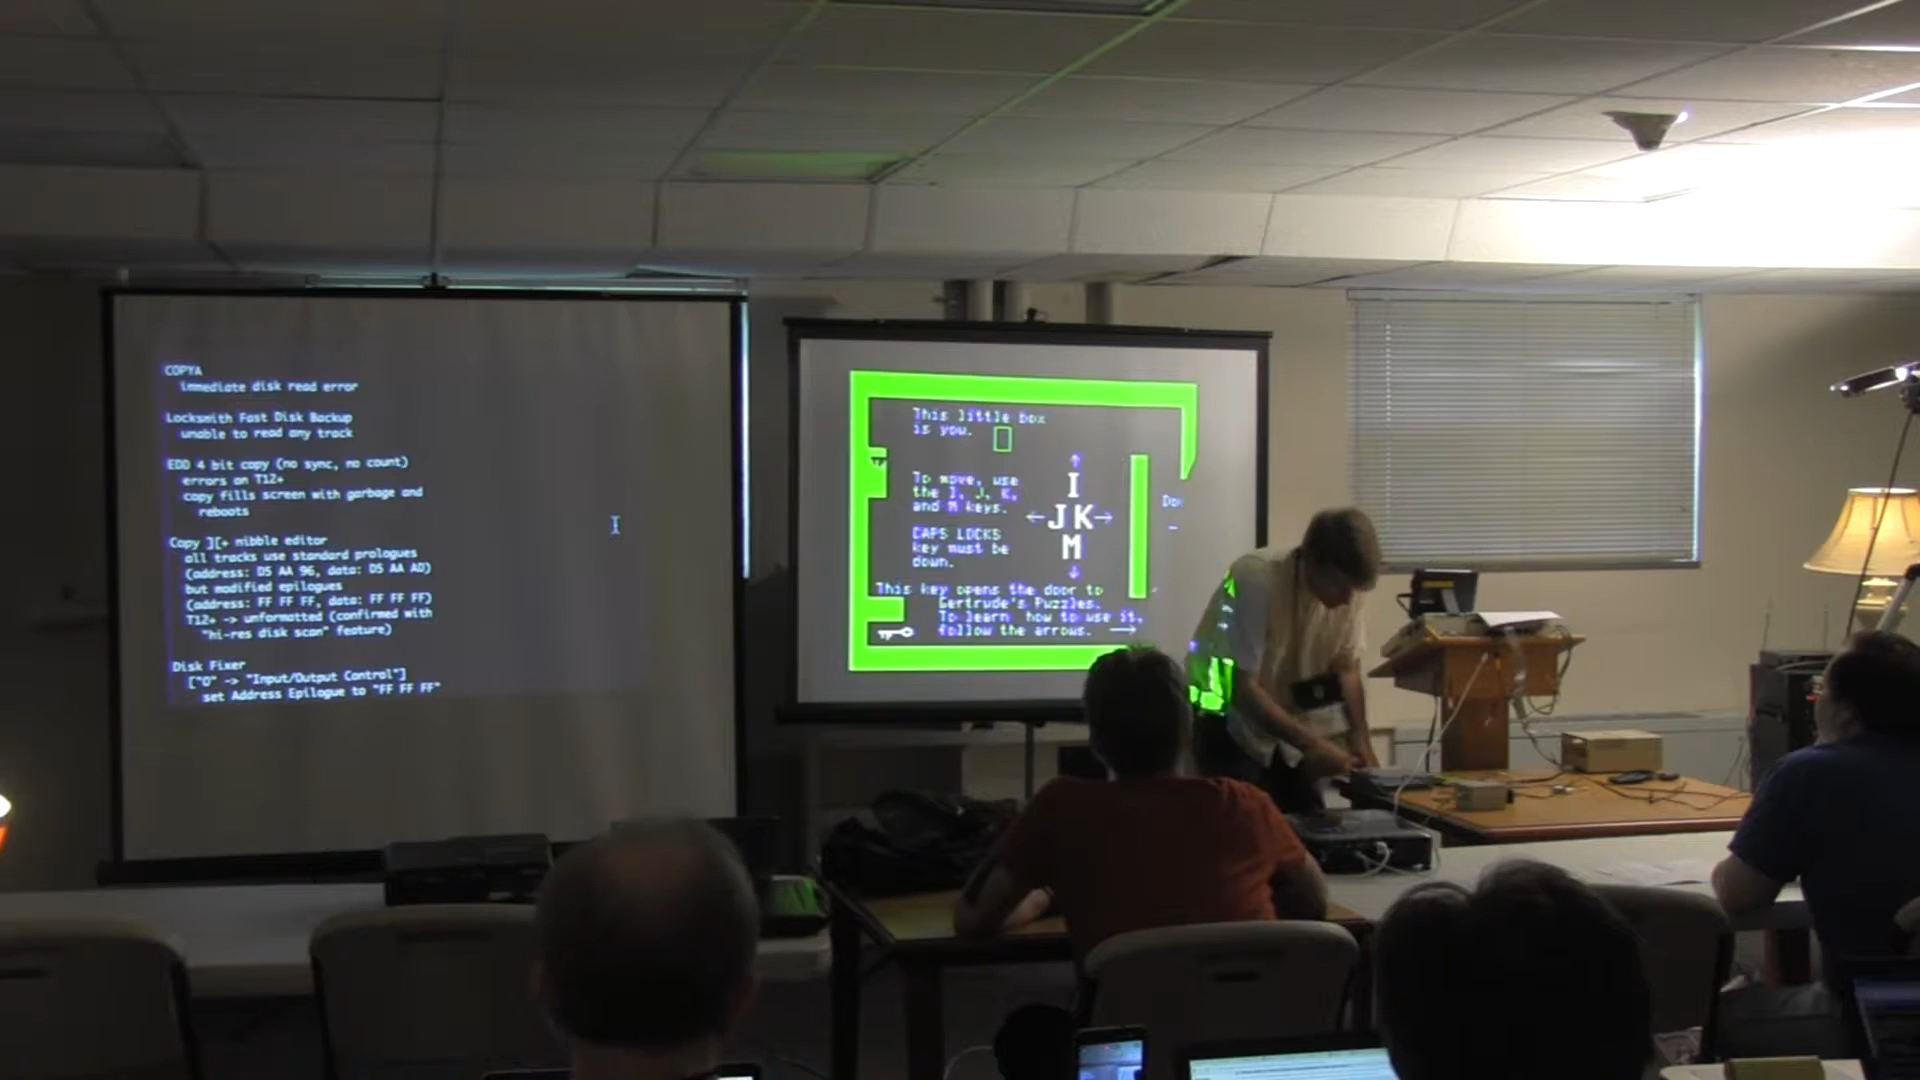 COPYA
immediate disk read error
Locksmith Fast Disk Backup
unable to read any track
EDD 4 bit copy (no sync, no count)
errors on T12+
copy fills screen with garbage and
reboots
Copy ][+ nibble editor
all tracks use standard prologues
(address: D5 AA 96, data: D5 AA AD)
but modified epilogues
(address: FF FF FF, data: FF FF FF)
T12+ -> unformatted (confirmed with
"hi-res disk scan" feature)
Disk Fixer
["O" -> "Input/Output Control"]
set Address Epilogue to "FF FF FF"
This little box
is you.
To move, use
the I, J, K,
and M keys.
CAPS LOCKS
key must be
down.
I
J K
M
This key opens the door to
Gertrude's Puzzles.
To learn how to use it,
follow the arrows.